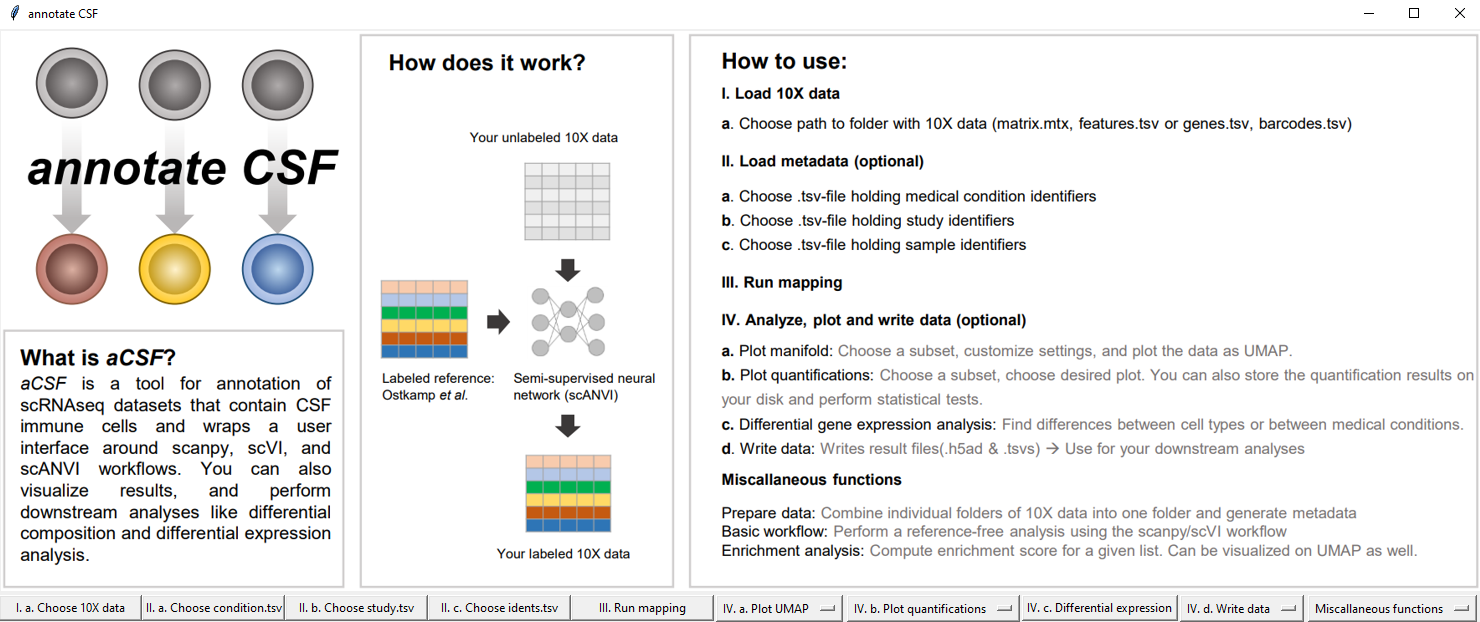 annotate CSF
annotate CSF
What is aCSF?
aCSF is a tool for annotation of
scRNAseq datasets that contain CSF
immune cells and wraps a user
interface around scanpy, scVI, and
scANVI workflows. You can also
visualize results, and perform
downstream analyses like differential
composition and differential expression
analysis.
How does it work?
Your unlabeled 10X data
Labeled reference:
Ostkamp et al.
Semi-supervised neural
network (scANVI)
Your labeled 10X data
How to use:
I. Load 10X data
a. Choose path to folder with 10X data (matrix.mtx, features.tsv or genes.tsv, barcodes.tsv)
II. Load metadata (optional)
a. Choose .tsv-file holding medical condition identifiers
b. Choose .tsv-file holding study identifiers
c. Choose .tsv-file holding sample identifiers
III. Run mapping
IV. Analyze, plot and write data (optional)
a. Plot manifold: Choose a subset, customize settings, and plot the data as UMAP.
b. Plot quantifications: Choose a subset, choose desired plot. You can also store the quantification results on
your disk and perform statistical tests.
c. Differential gene expression analysis: Find differences between cell types or between medical conditions.
d. Write data: Writes result files(.h5ad & .tsvs) → Use for your downstream analyses
Miscellaneous functions
Prepare data: Combine individual folders of 10X data into one folder and generate metadata
Basic workflow: Perform a reference-free analysis using the scanpy/scVI workflow
Enrichment analysis: Compute enrichment score for a given list. Can be visualized on UMAP as well.
I. a. Choose 10X data
II. a. Choose condition.tsv
II. b. Choose study.tsv
II. c. Choose idents.tsv
III. Run mapping
IV. a. Plot UMAP
IV. b. Plot quantifications
IV. c. Differential expression
IV. d. Write data
Miscellaneous functions